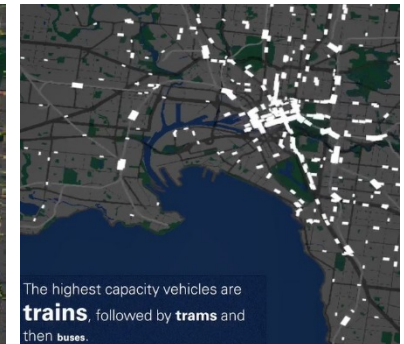 The highest capacity vehicles are
trains, followed by trams and
then buses.